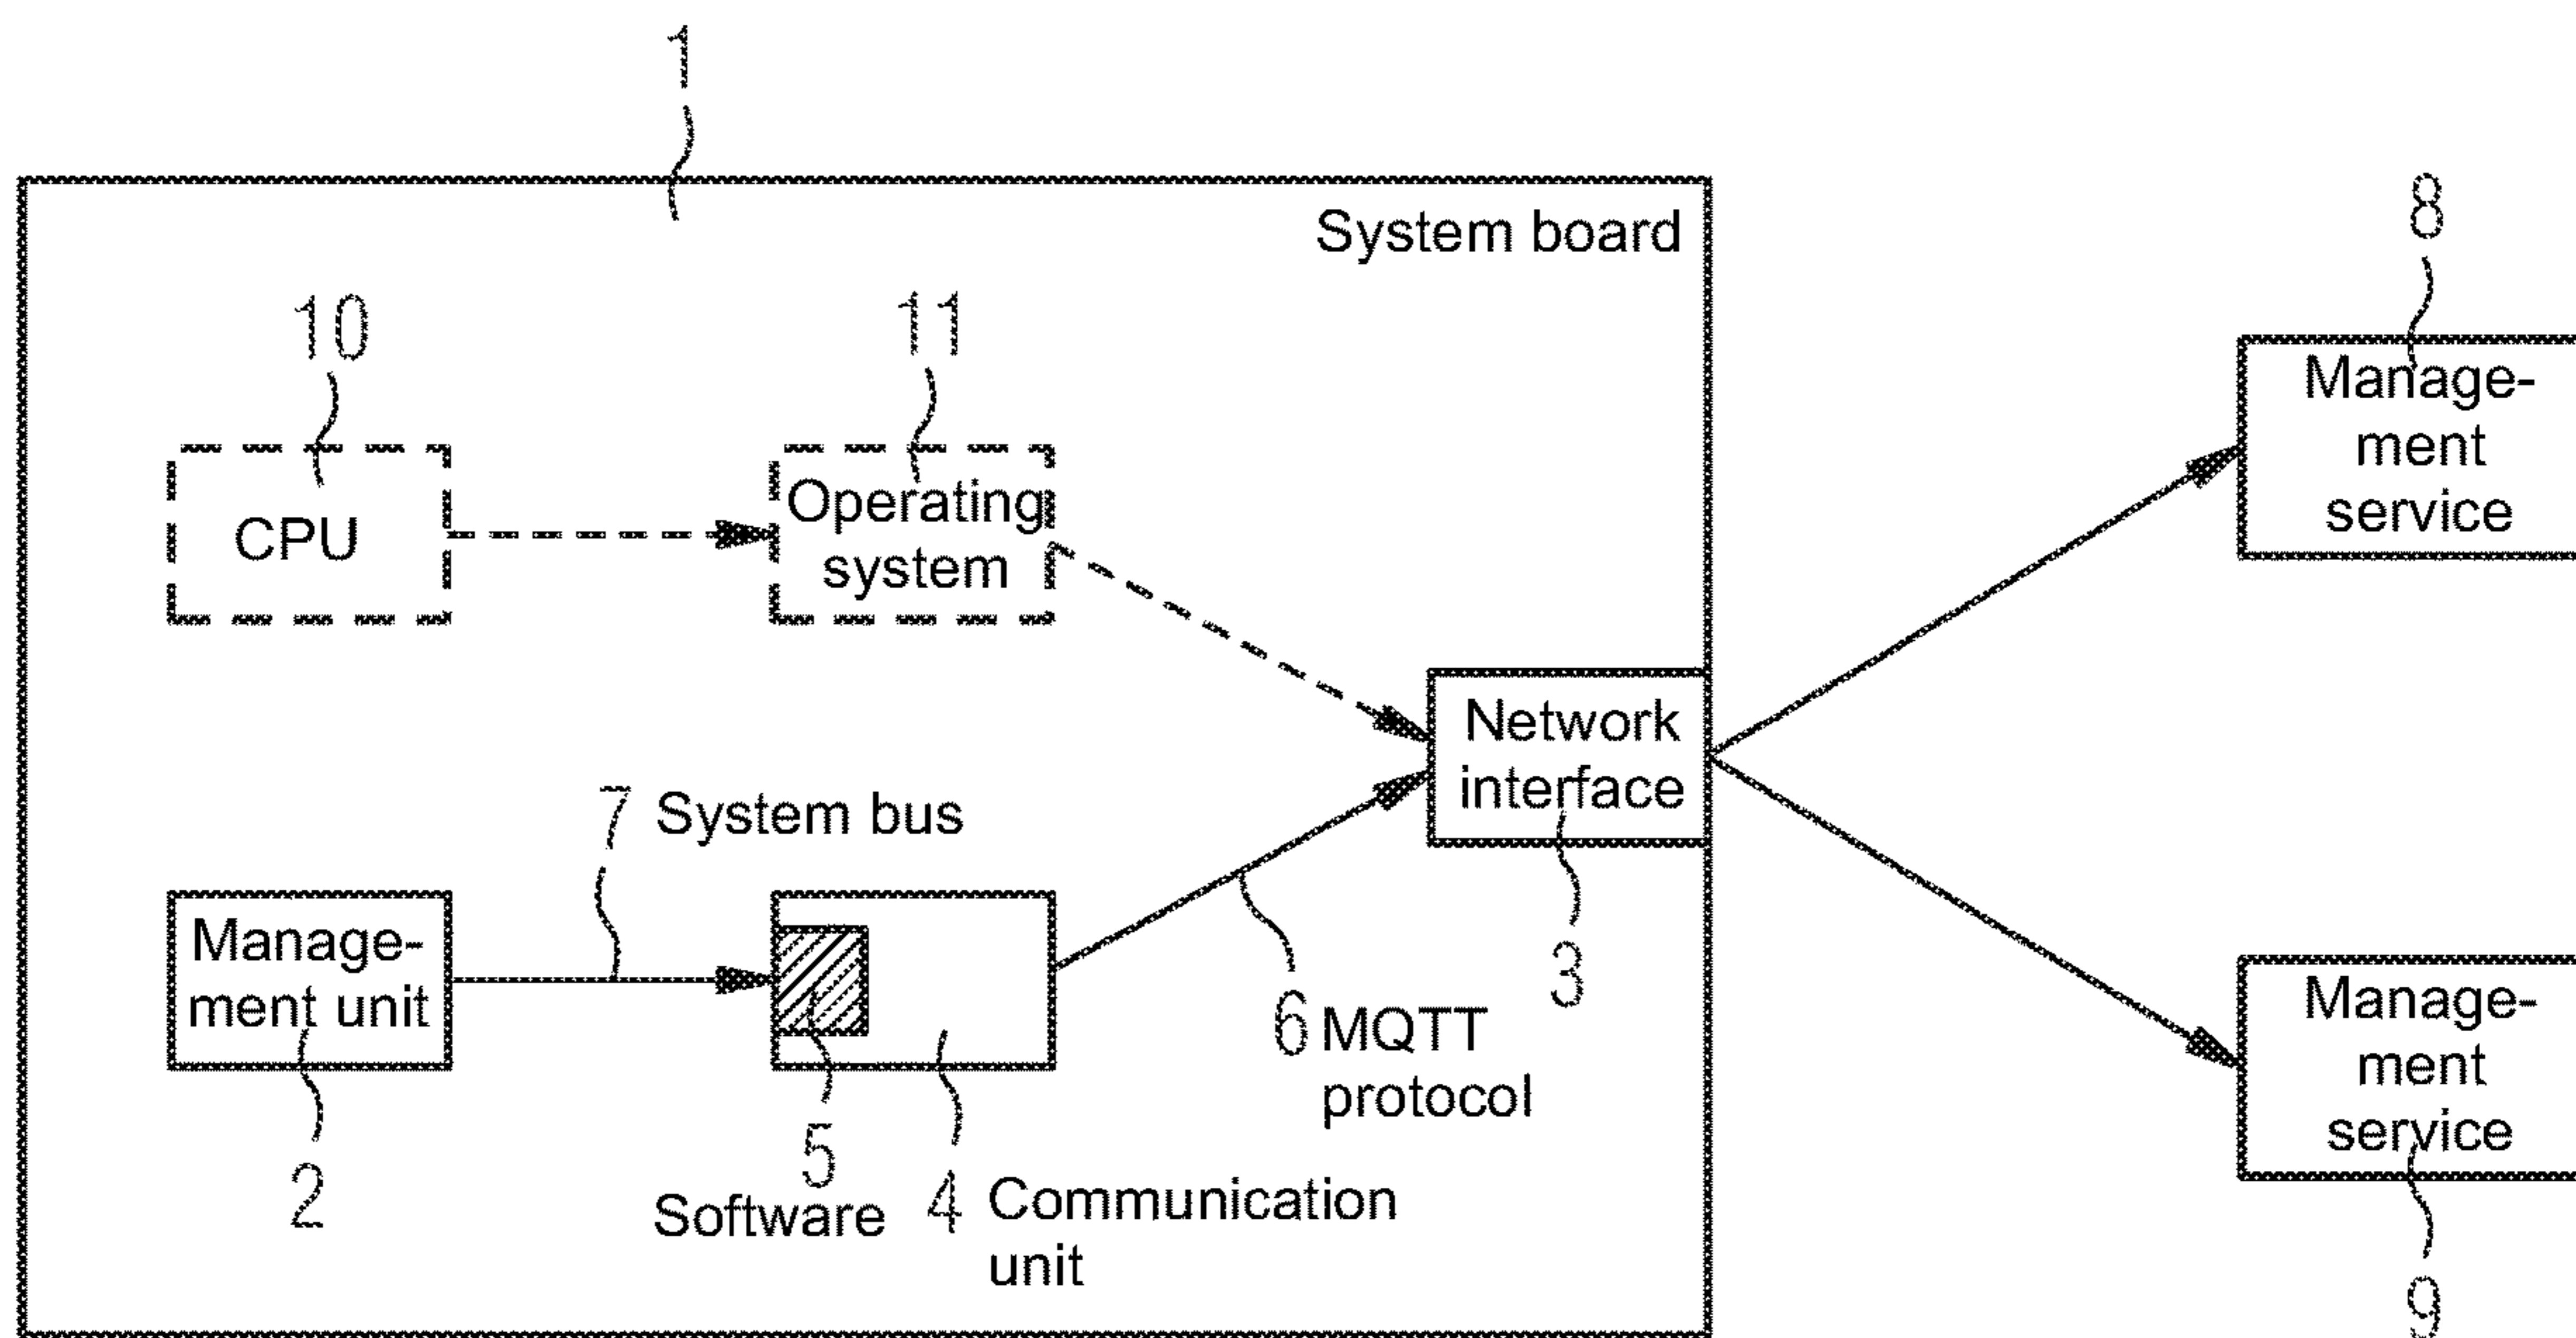 1
System board
8
10
11
Manage-
ment
service
CPU
Operating
system
Network
interface
7 System bus
3
Manage-
ment unit
6 MQTT
protocol
Manage-
ment
service
2
5
Software
4 Communication
unit
9